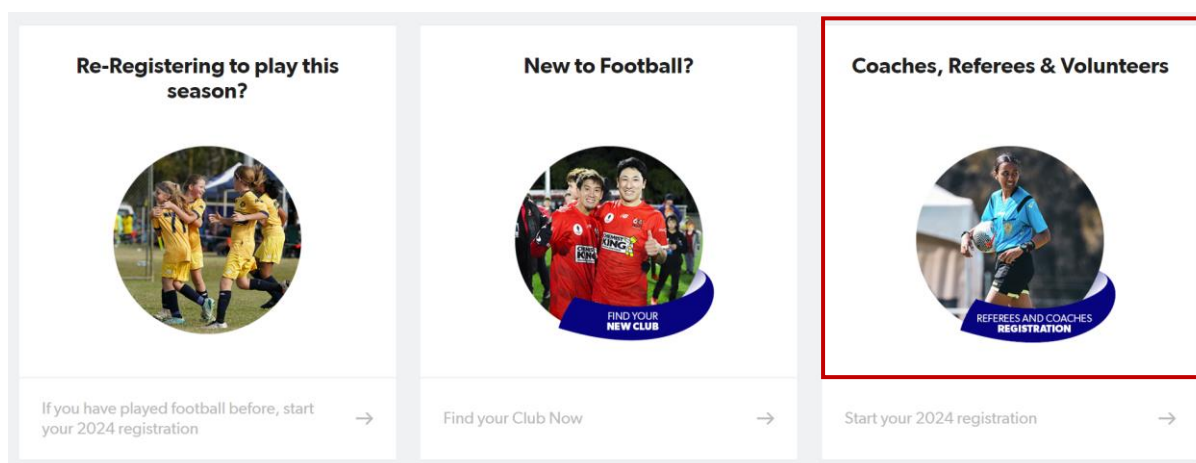 Re-Registering to play this
season?
New to Football?
Coaches, Referees & Volunteers
CHEMIST
KING
FIND YOUR
NEW CLUB
REFEREES AND COACHES
REGISTRATION
If you have played football before, start
your 2024 registration
Find your Club Now
Start your 2024 registration